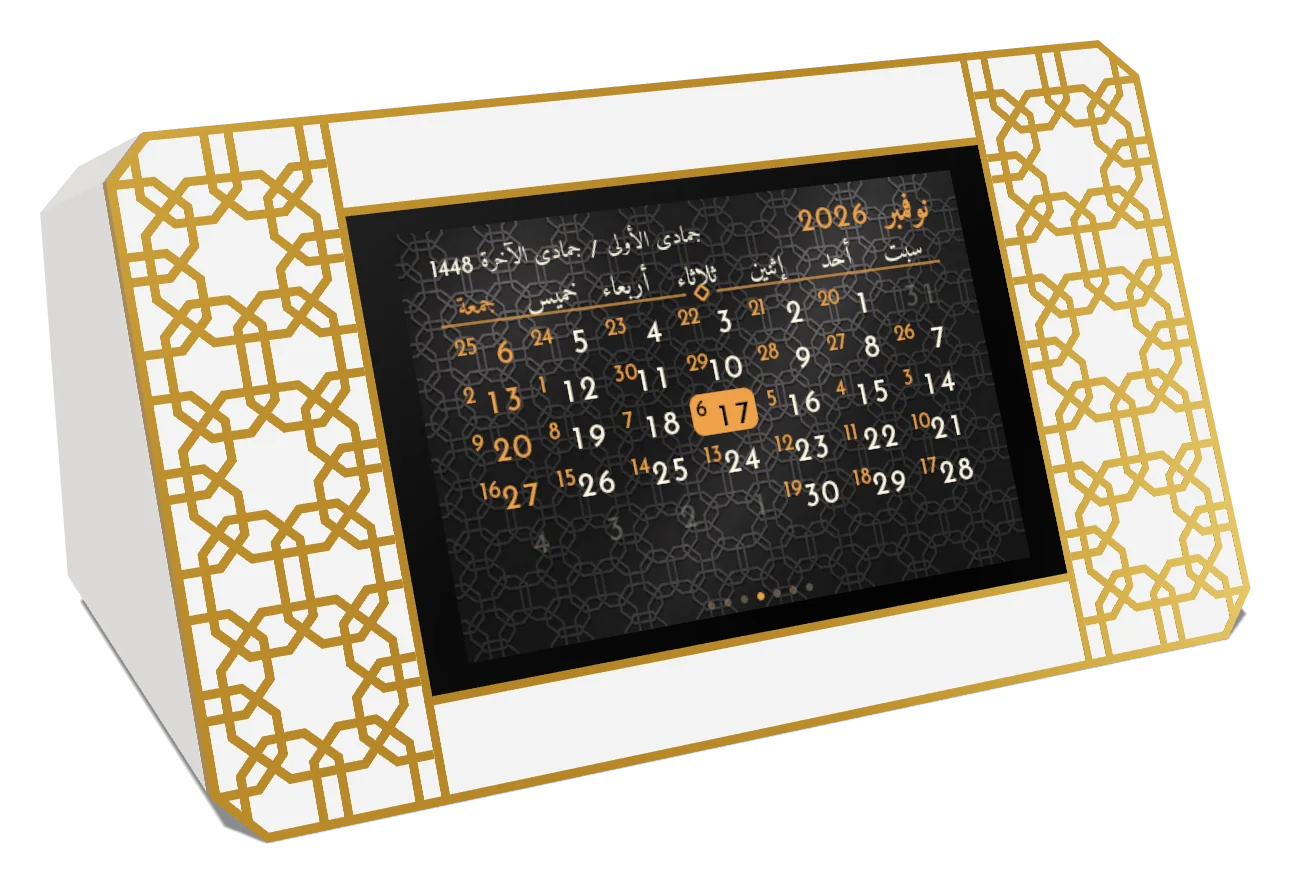 نوفمبر 2026
جمادى الأولى / جمادى الآخرة 1448
سبت أحد إثنين ثلاثاء أربعاء خميس جمعة
31 1 20 2 21 3 22 4 23 5 24 6 25
7 26 8 27 9 28 10 29 11 30 12 1 13 2
14 3 15 4 16 5 17 6 18 7 19 8 20 9
21 10 22 11 23 12 24 13 25 14 26 15 27 16
28 17 29 18 30 19 1 2 3 4